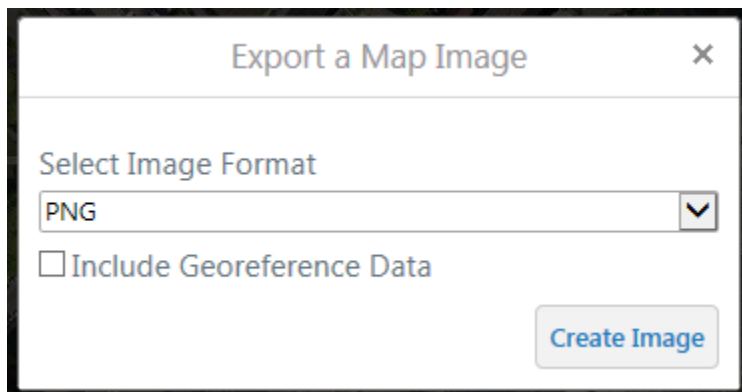 Export a Map Image ×
Select Image Format
PNG
Include Georeference Data
Create Image